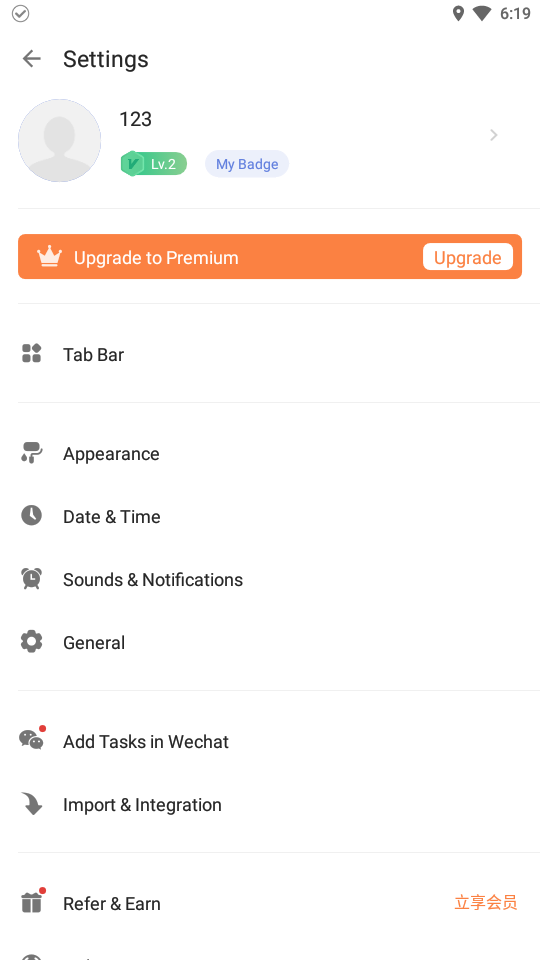 6:19
Settings
123
Lv.2
My Badge
Upgrade to Premium
Upgrade
Tab Bar
Appearance
Date & Time
Sounds & Notifications
General
Add Tasks in Wechat
Import & Integration
Refer & Earn
立享会员